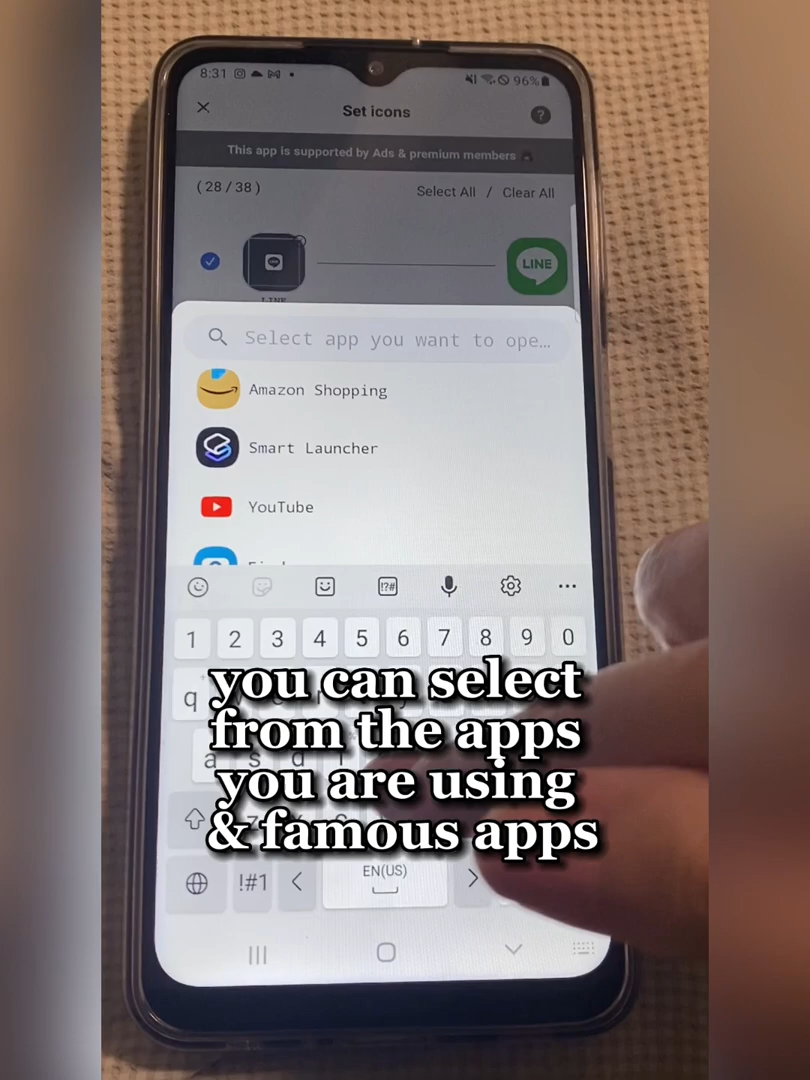 8:31
96%
Set icons
?
This app is supported by Ads & premium members
(28/38)
Select All / Clear All
LINE
LINE
Select app you want to ope...
Amazon Shopping
Smart Launcher
YouTube
!?#
1 2 3 4 5 6 7 8 9 0
q
you can select
from the apps
a s d
you are using
z
& famous apps
!#1
EN(US)